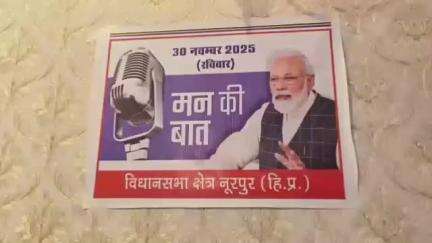 30 नवम्बर 2025
(रविवार)
मन की
बात
विधानसभा क्षेत्र नूरपुर (हि.प्र.)